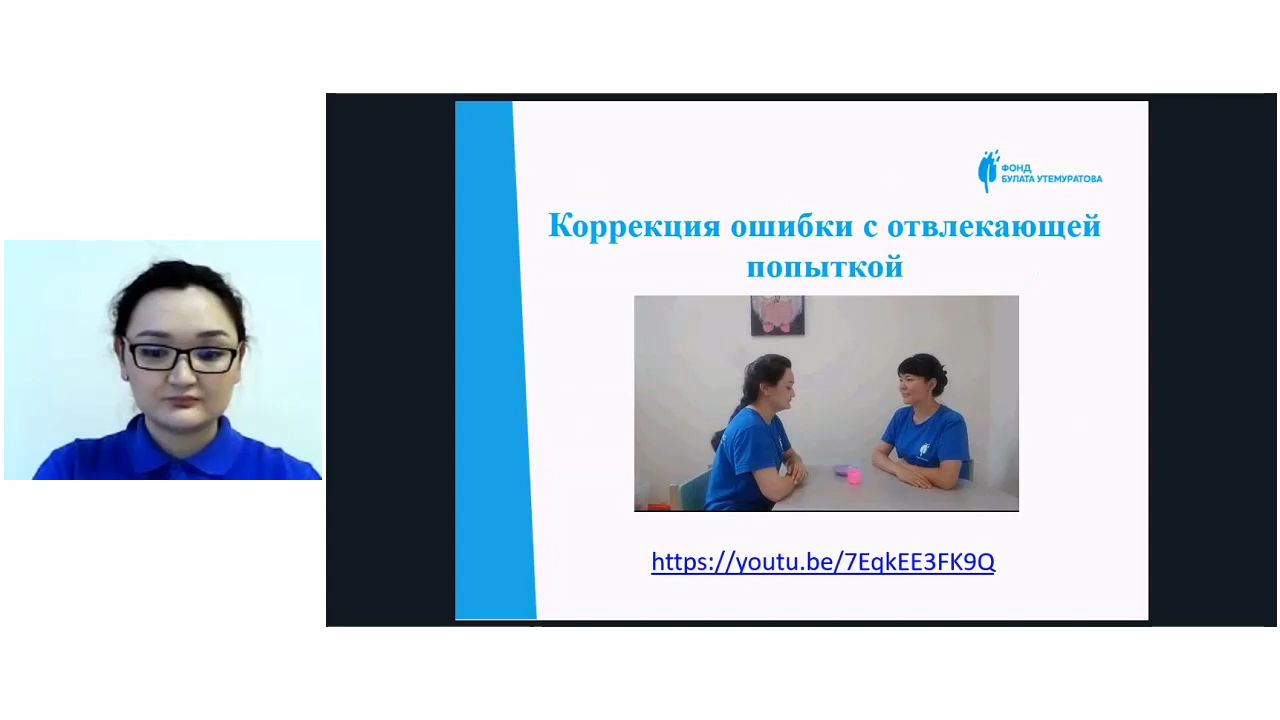 ФОНД
БУЛАТА УТЕМУРАТОВА
Коррекция ошибки с отвлекающей
попыткой
https://youtu.be/7EqkEE3FK9Q